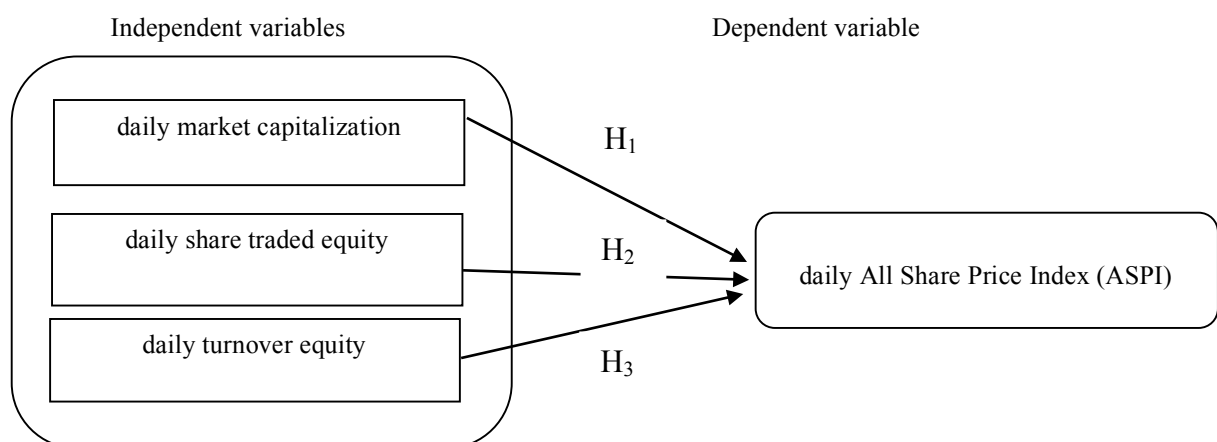 Independent variables
Dependent variable
daily market capitalization
H₁
daily share traded equity
H₂
daily All Share Price Index (ASPI)
daily turnover equity
H₃